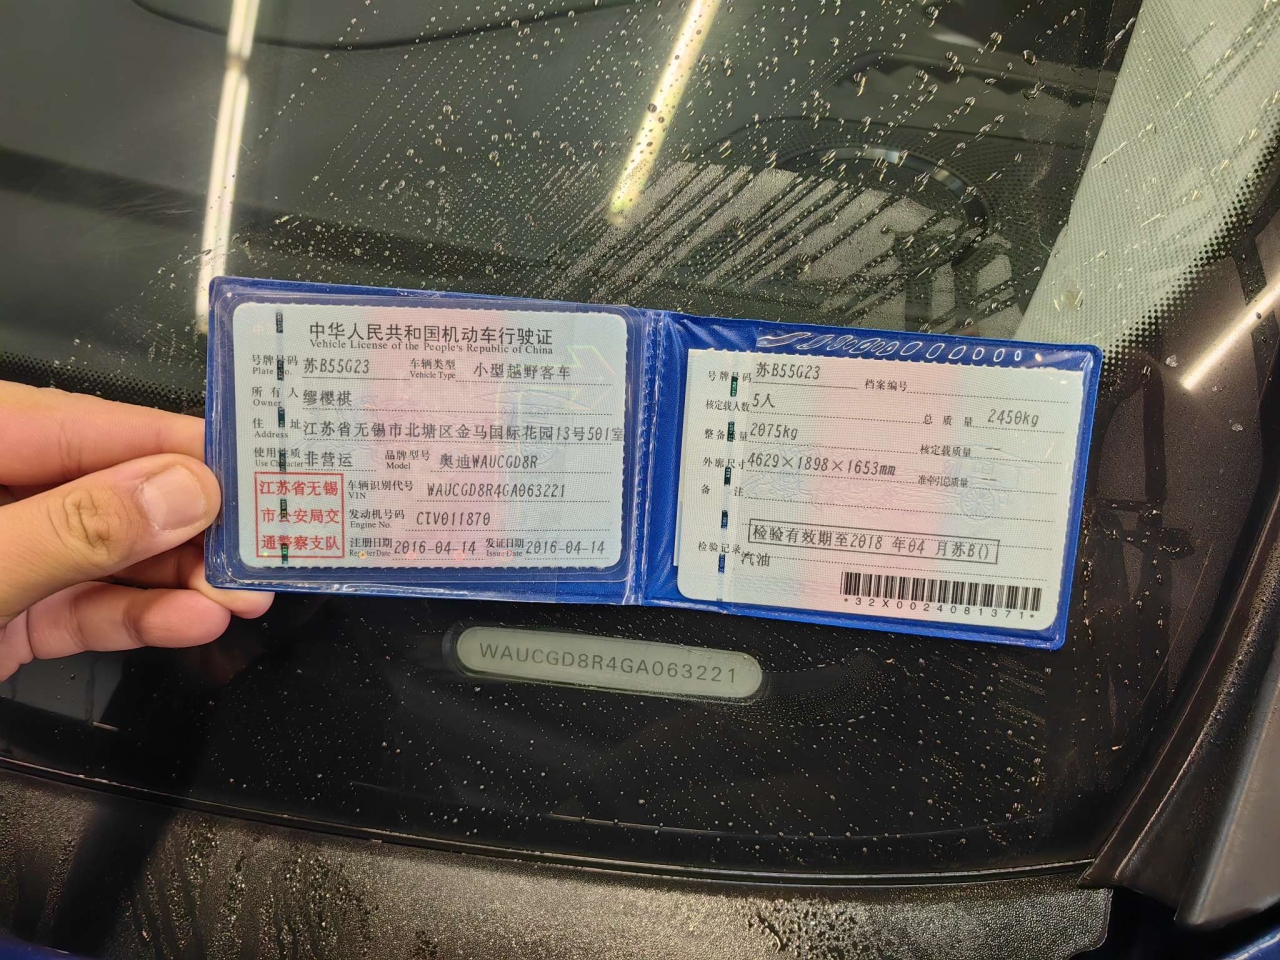 中华人民共和国机动车行驶证
Vehicle License of the People's Republic of China
号牌号码 苏B55G23 车辆类型 小型越野客车
Plate No. Vehicle Type
所有人 缪樱祺
Owner
住址 江苏省无锡市北塘区金马国际花园13号501室
Address
使用性质 非营运 品牌型号 奥迪WAUCGD8R
Use Character Model
江苏省无锡
市公安局交
通警察支队
车辆识别代号 WAUCGD8R4GA063221
VIN
发动机号码 CTV011870
Engine No.
注册日期 2016-04-14 发证日期 2016-04-14
Register Date Issue Date
号牌号码 苏B55G23 档案编号
核定载人数 5人 总质量 2450kg
整备质量 2075kg 核定载质量 --
外廓尺寸 4629×1898×1653mm 准牵引总质量 --
备注
检验有效期至2018 年04 月苏B()
检验记录 汽油
*32X0024081371*
WAUCGD8R4GA063221